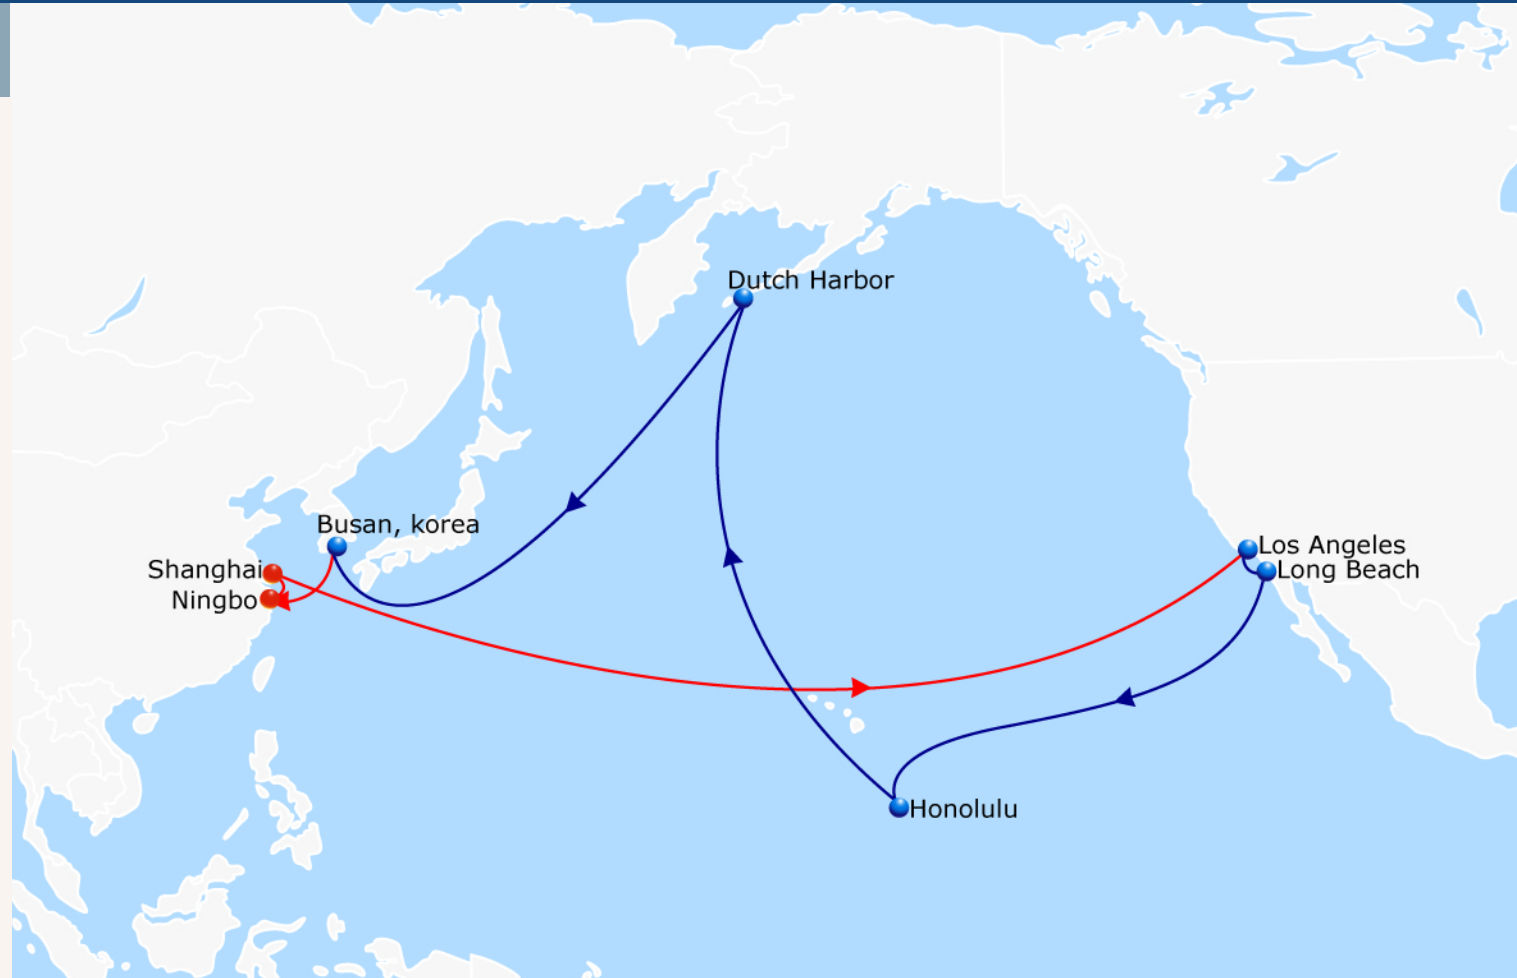 Dutch Harbor
Busan, korea
Shanghai
Ningbo
Los Angeles
Long Beach
Honolulu